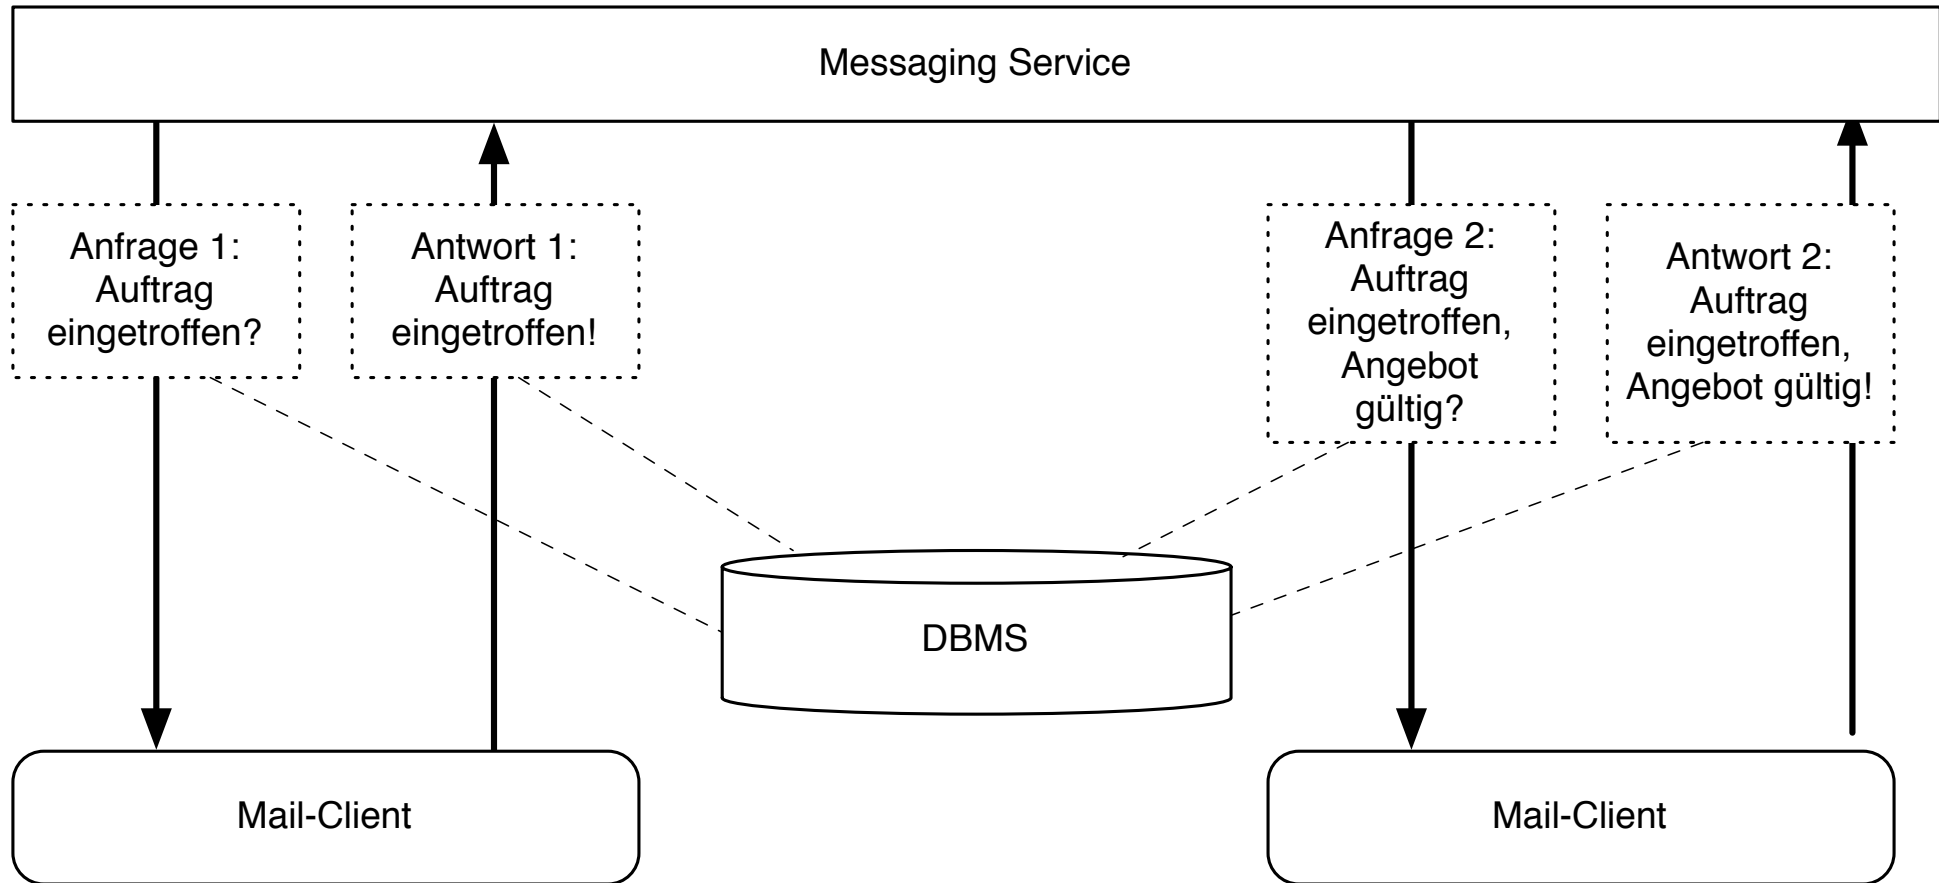 Messaging Service
Anfrage 1:
Auftrag
eingetroffen?
Antwort 1:
Auftrag
eingetroffen!
Anfrage 2:
Auftrag
eingetroffen,
Angebot
gültig?
Antwort 2:
Auftrag
eingetroffen,
Angebot gültig!
DBMS
Mail-Client
Mail-Client